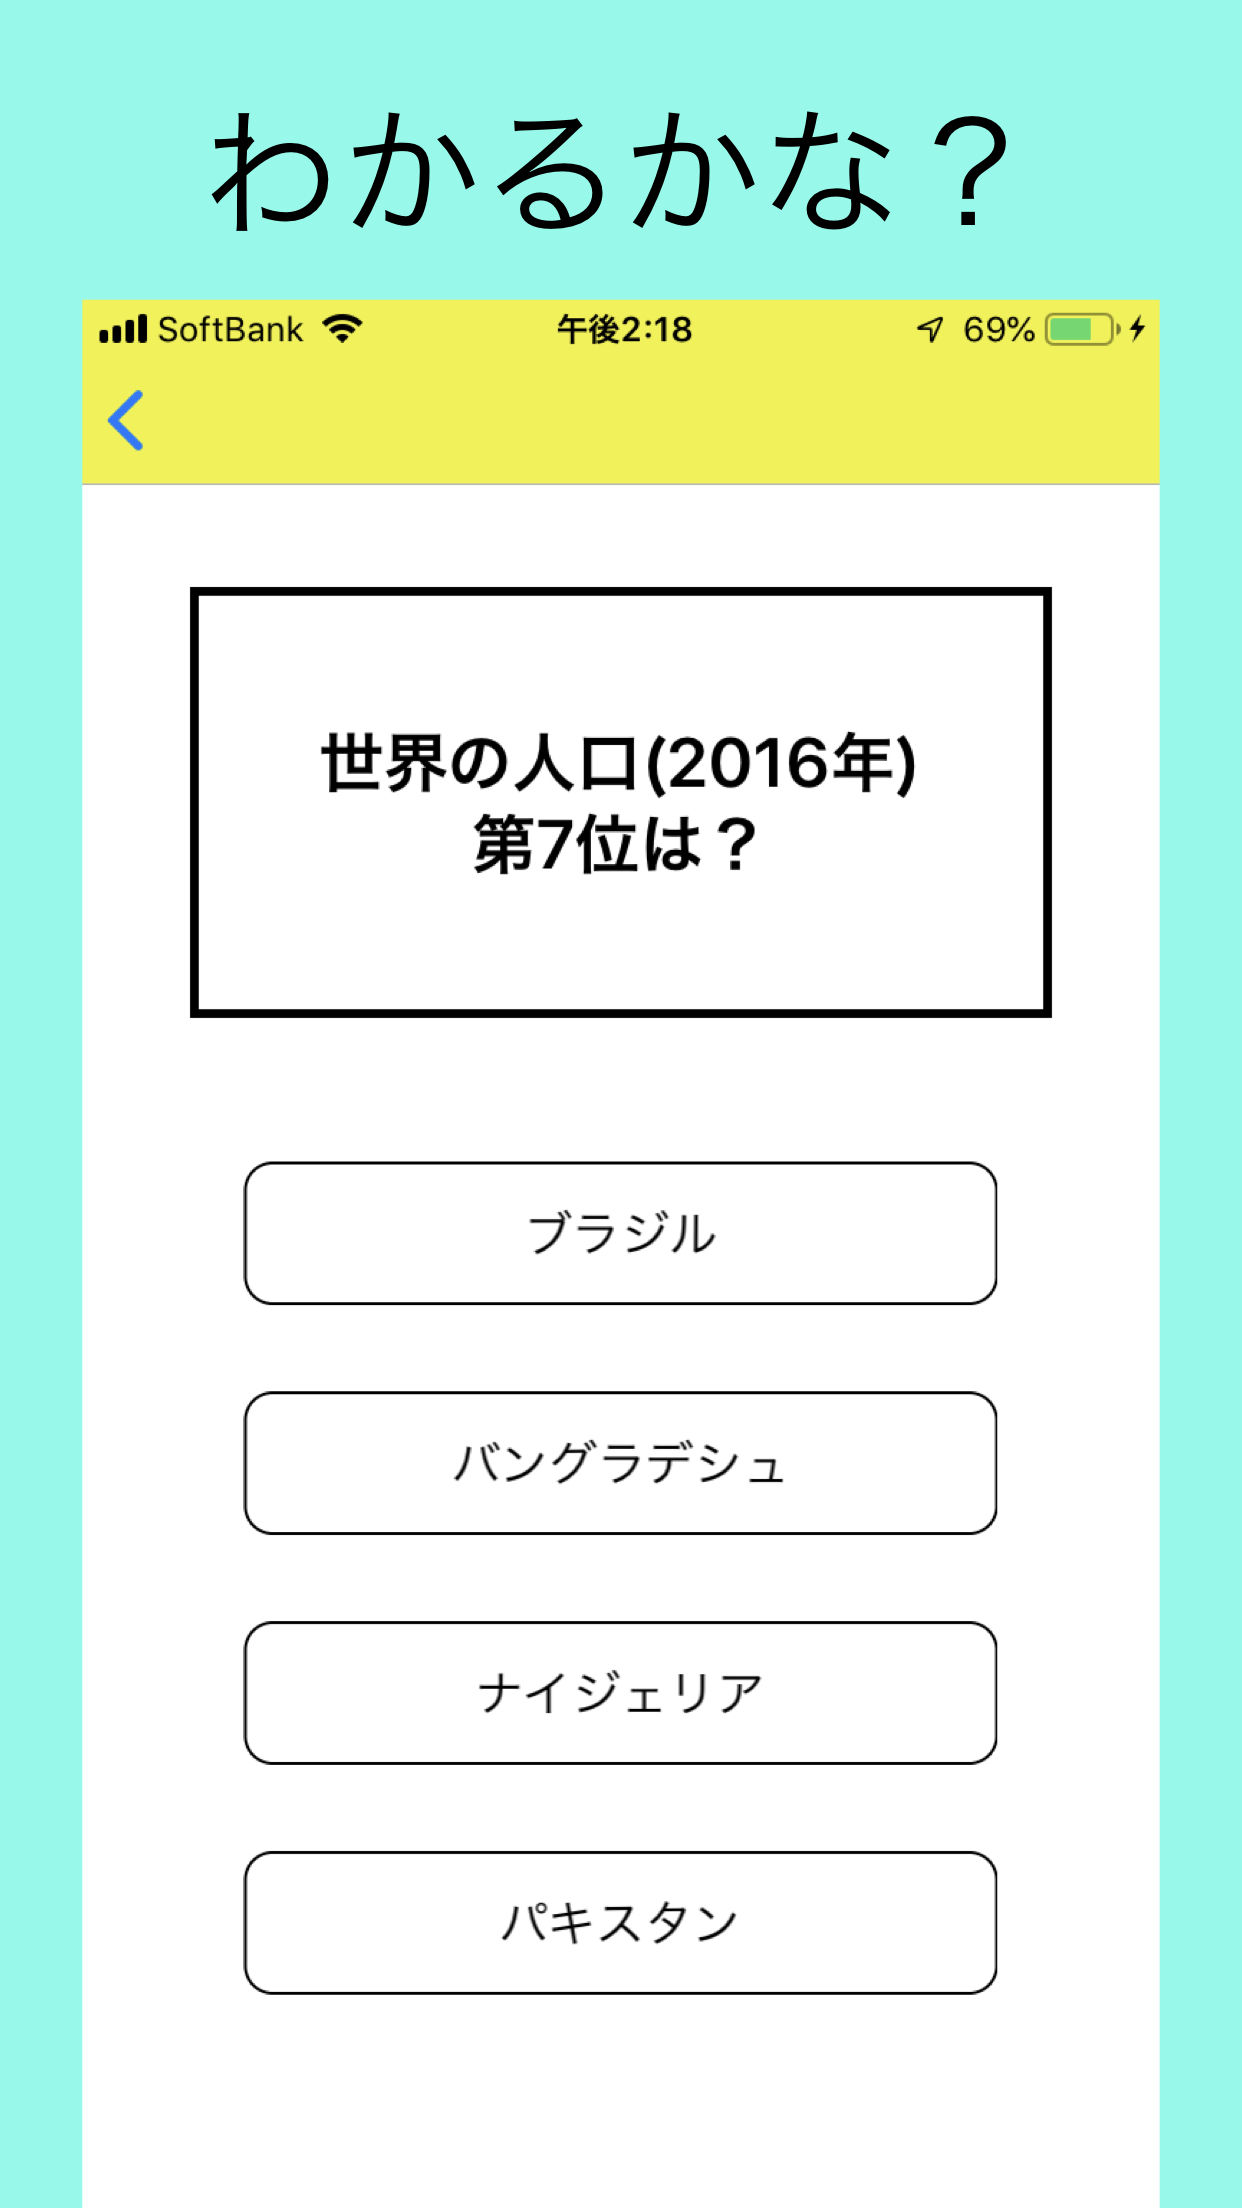 わかるかな？
SoftBank 午後2:18 69%
世界の人口(2016年)
第7位は？
ブラジル
バングラデシュ
ナイジェリア
パキスタン